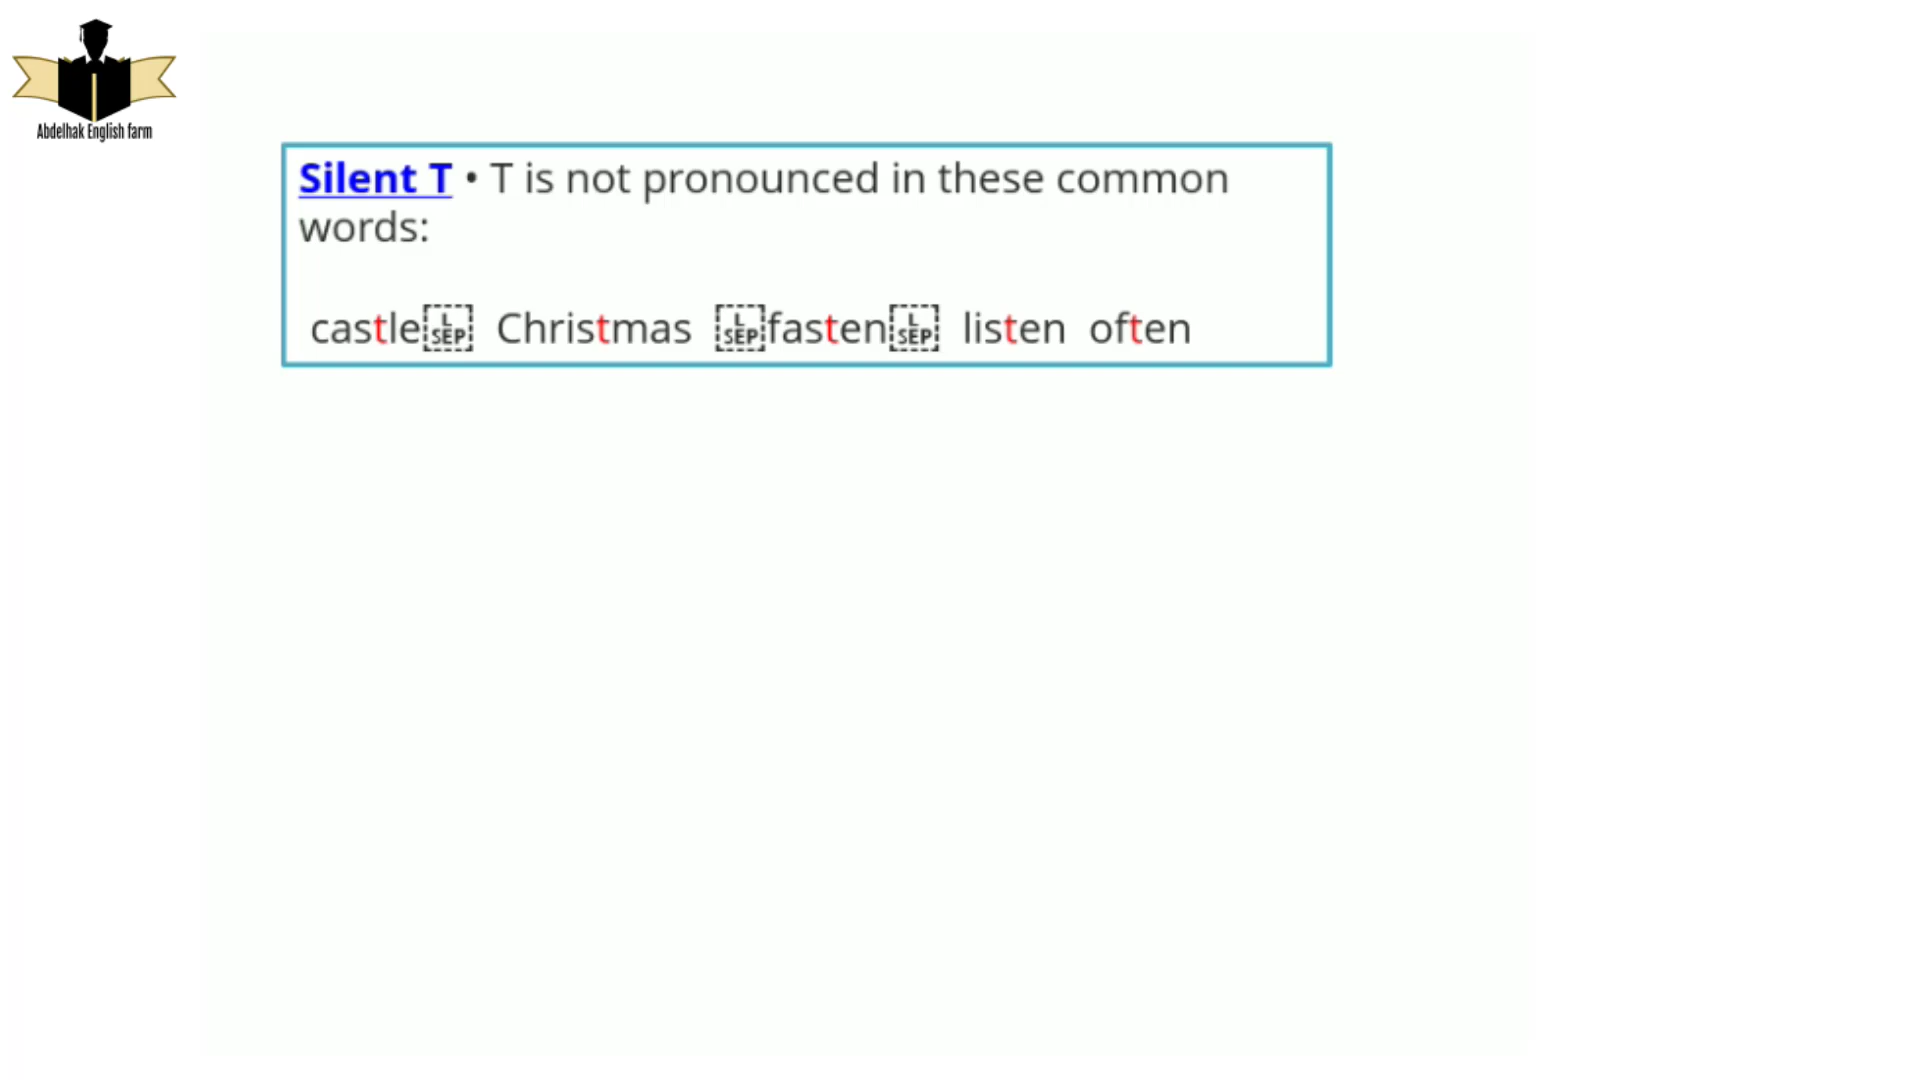 Abdelhak English farm
Silent T • T is not pronounced in these common
words:
castle Christmas fasten listen often